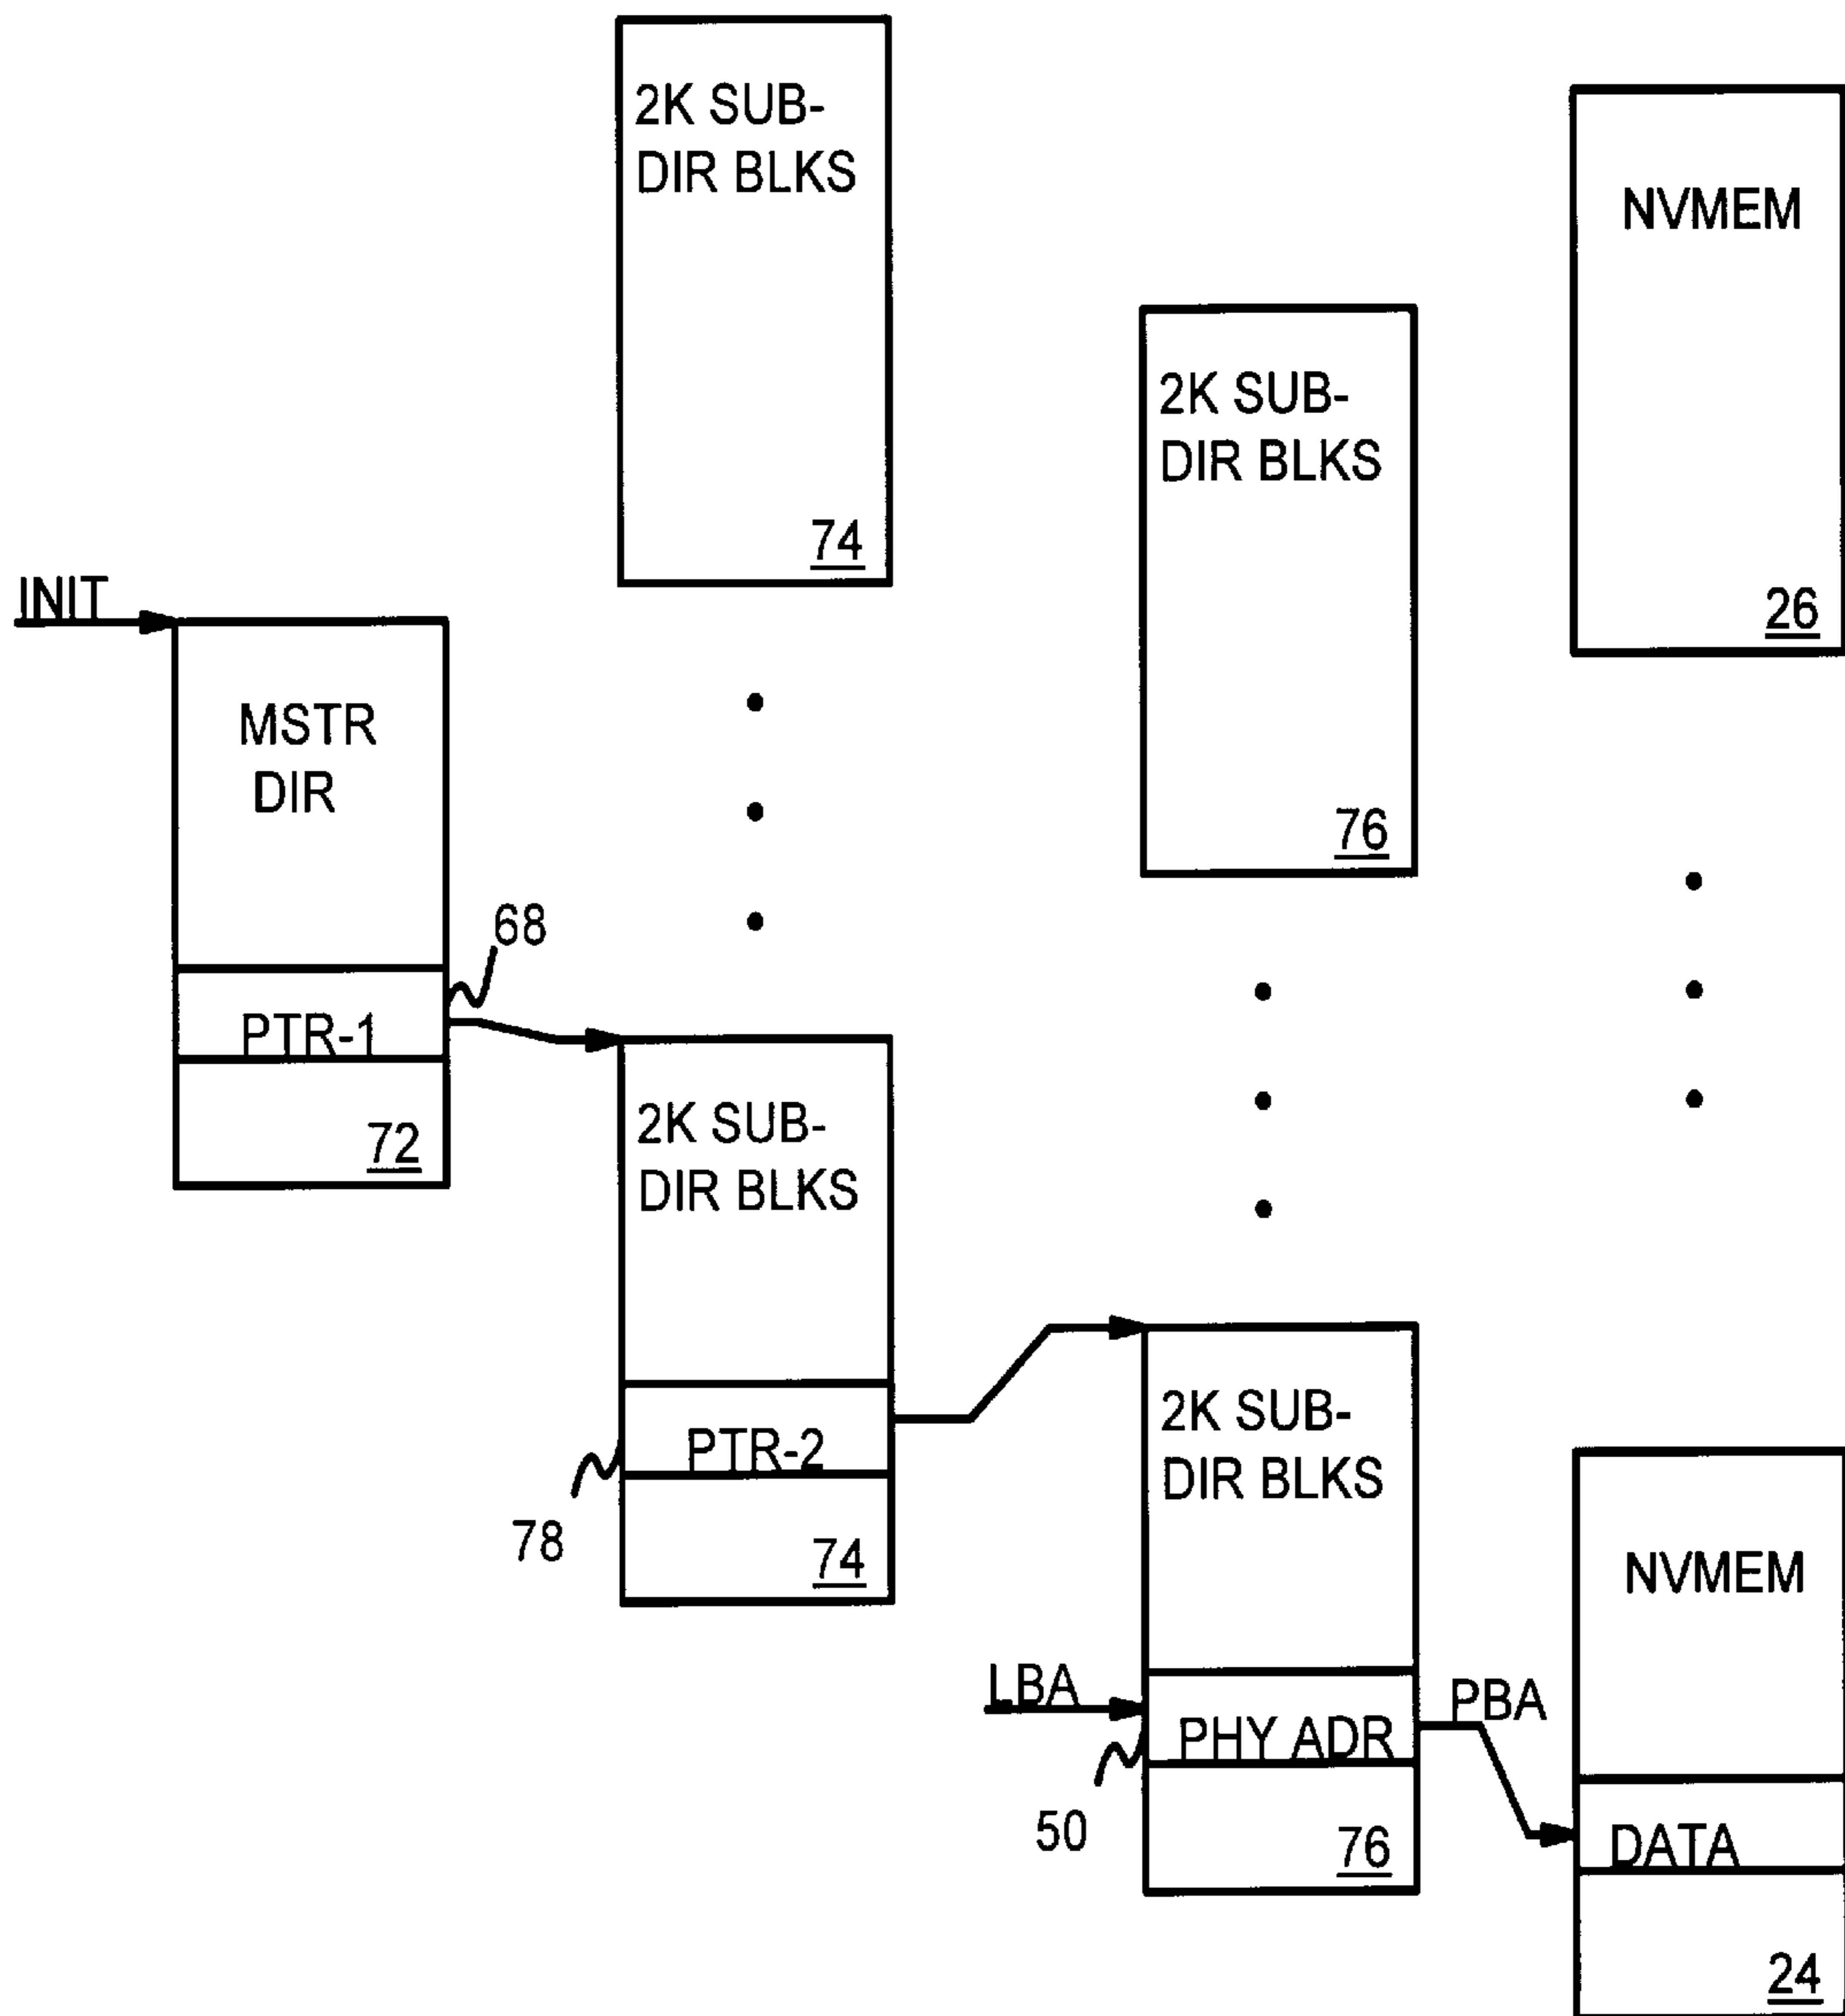 2K SUB-
DIR BLKS
74
NVMEM
26
2K SUB-
DIR BLKS
76
INIT
MSTR
DIR
68
PTR-1
72
2K SUB-
DIR BLKS
PTR-2
78
74
2K SUB-
DIR BLKS
LBA
PHY ADR
PBA
50
76
NVMEM
DATA
24